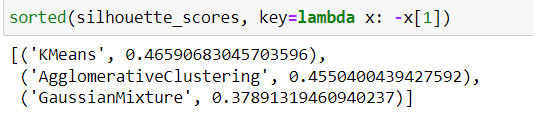 sorted(silhouette_scores, key=lambda x: -x[1])
[('KMeans', 0.46590683045703596),
 ('AgglomerativeClustering', 0.4550400439427592),
 ('GaussianMixture', 0.37891319460940237)]